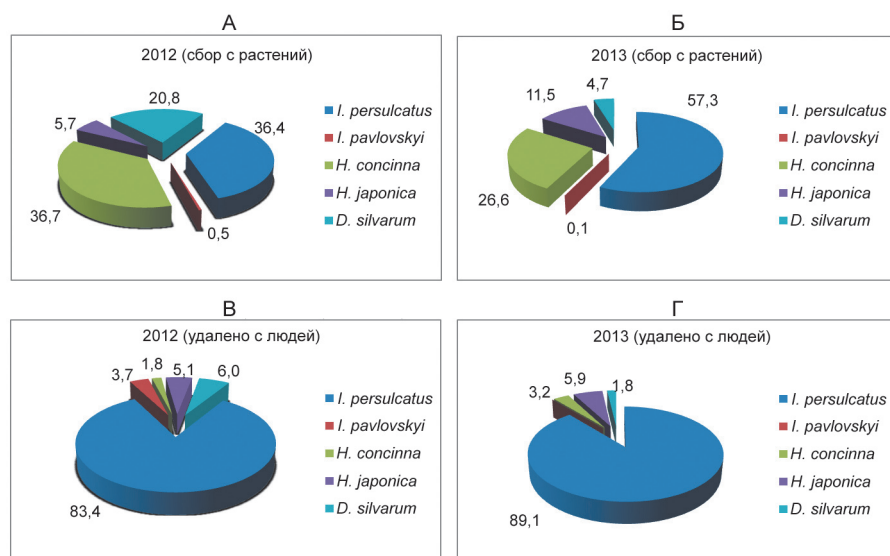 А
2012 (сбор с растений)
20,8
5,7
36,4
36,7
0,5
I. persulcatus
I. pavlovskyi
H. concinna
H. japonica
D. silvarum
Б
2013 (сбор с растений)
4,7
11,5
57,3
26,6
0,1
I. persulcatus
I. pavlovskyi
H. concinna
H. japonica
D. silvarum
В
2012 (удалено с людей)
1,8
5,1
6,0
3,7
83,4
I. persulcatus
I. pavlovskyi
H. concinna
H. japonica
D. silvarum
Г
2013 (удалено с людей)
5,9
1,8
3,2
89,1
I. persulcatus
I. pavlovskyi
H. concinna
H. japonica
D. silvarum